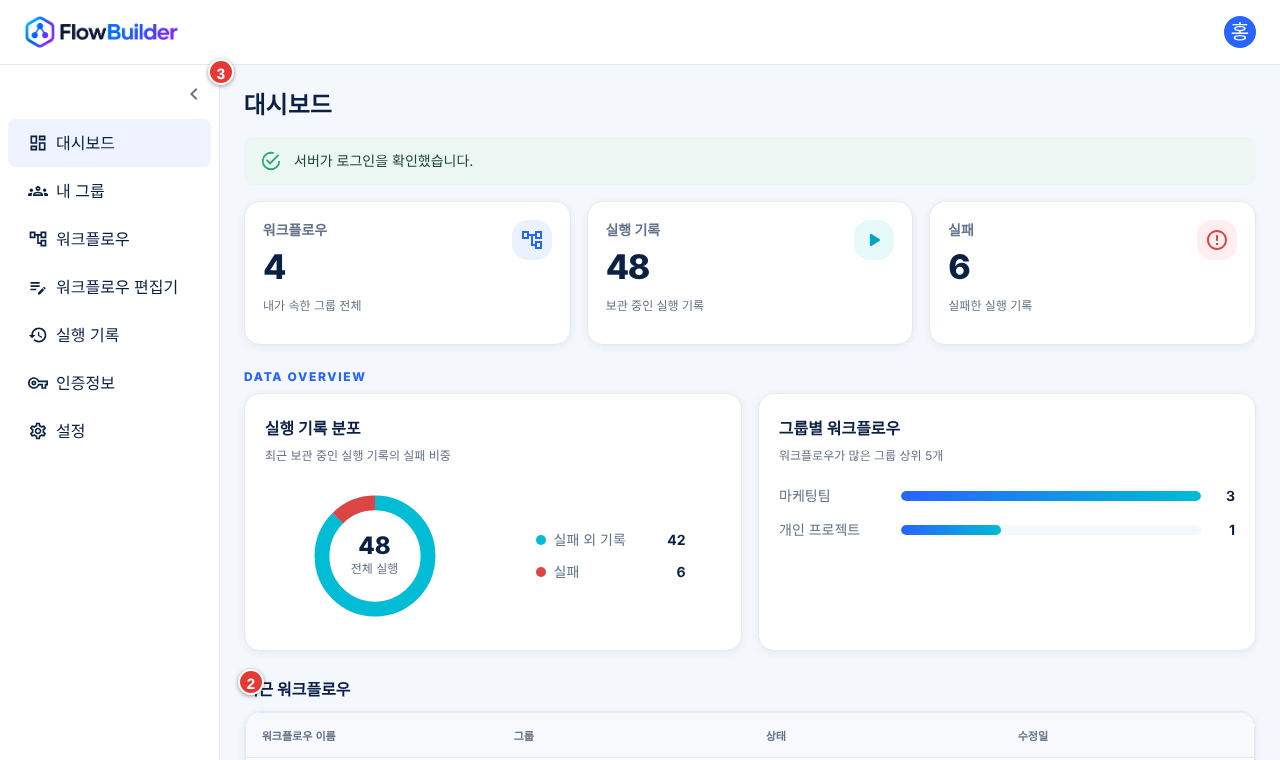 FlowBuilder
홍
3
대시보드
내 그룹
워크플로우
워크플로우 편집기
실행 기록
인증정보
설정
대시보드
서버가 로그인을 확인했습니다.
워크플로우
4
내가 속한 그룹 전체
실행 기록
48
보관 중인 실행 기록
실패
6
실패한 실행 기록
DATA OVERVIEW
실행 기록 분포
최근 보관 중인 실행 기록의 실패 비중
48
전체 실행
실패 외 기록 42
실패 6
그룹별 워크플로우
워크플로우가 많은 그룹 상위 5개
마케팅팀 3
개인 프로젝트 1
2
근 워크플로우
워크플로우 이름 그룹 상태 수정일